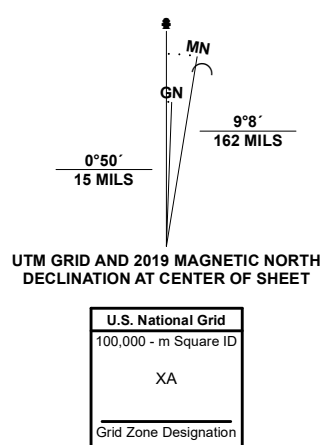 MN
GN
9°8´
162 MILS
0°50´
15 MILS
UTM GRID AND 2019 MAGNETIC NORTH
DECLINATION AT CENTER OF SHEET
U.S. National Grid
100,000 - m Square ID
XA
Grid Zone Designation